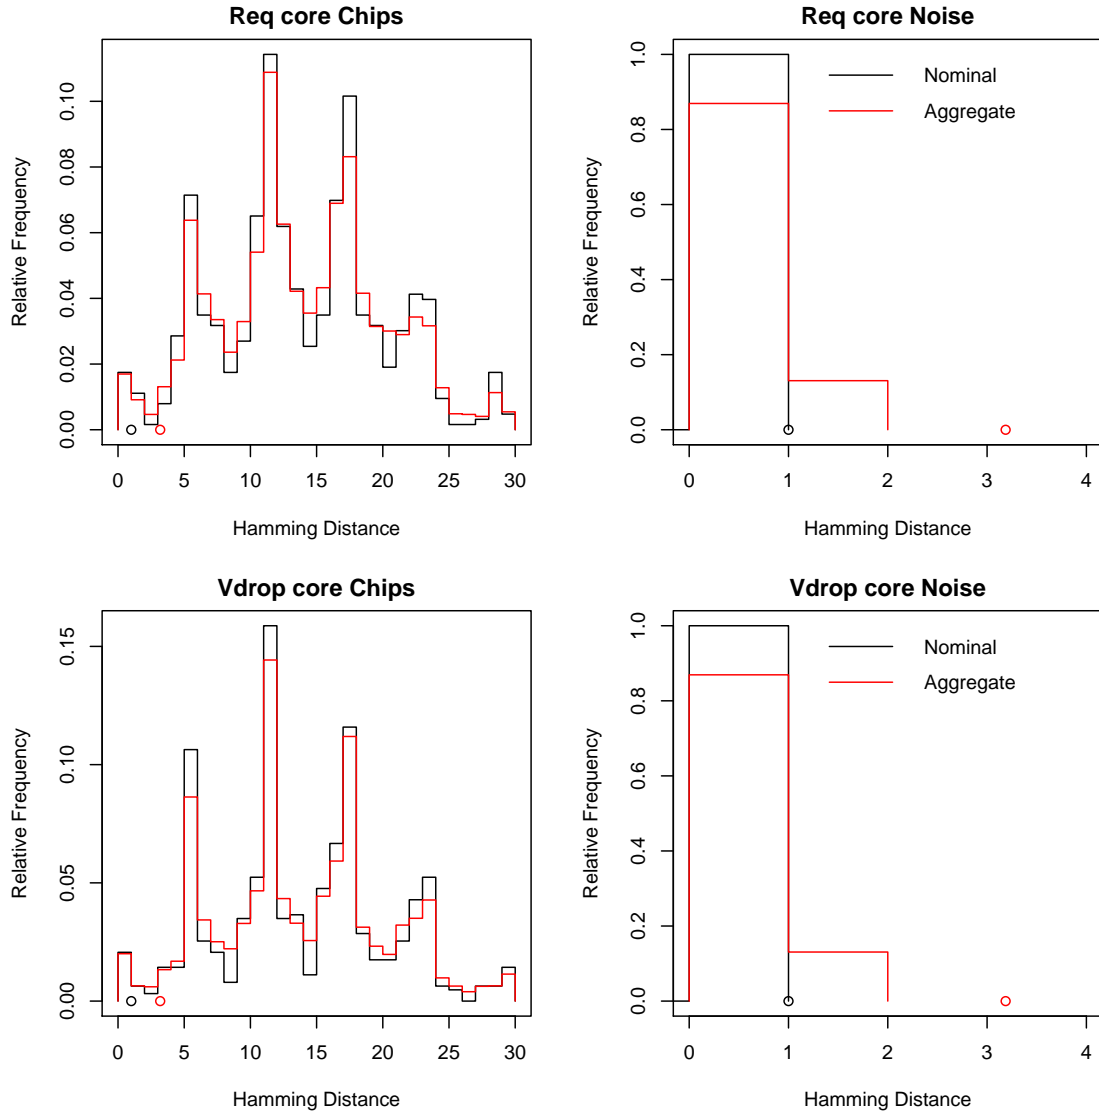 Req core Chips
Relative Frequency
0.00 0.02 0.04 0.06 0.08 0.10
0 5 10 15 20 25 30
Hamming Distance
Req core Noise
Nominal
Aggregate
Relative Frequency
0.0 0.2 0.4 0.6 0.8 1.0
0 1 2 3 4
Hamming Distance
Vdrop core Chips
Relative Frequency
0.00 0.05 0.10 0.15
0 5 10 15 20 25 30
Hamming Distance
Vdrop core Noise
Nominal
Aggregate
Relative Frequency
0.0 0.2 0.4 0.6 0.8 1.0
0 1 2 3 4
Hamming Distance